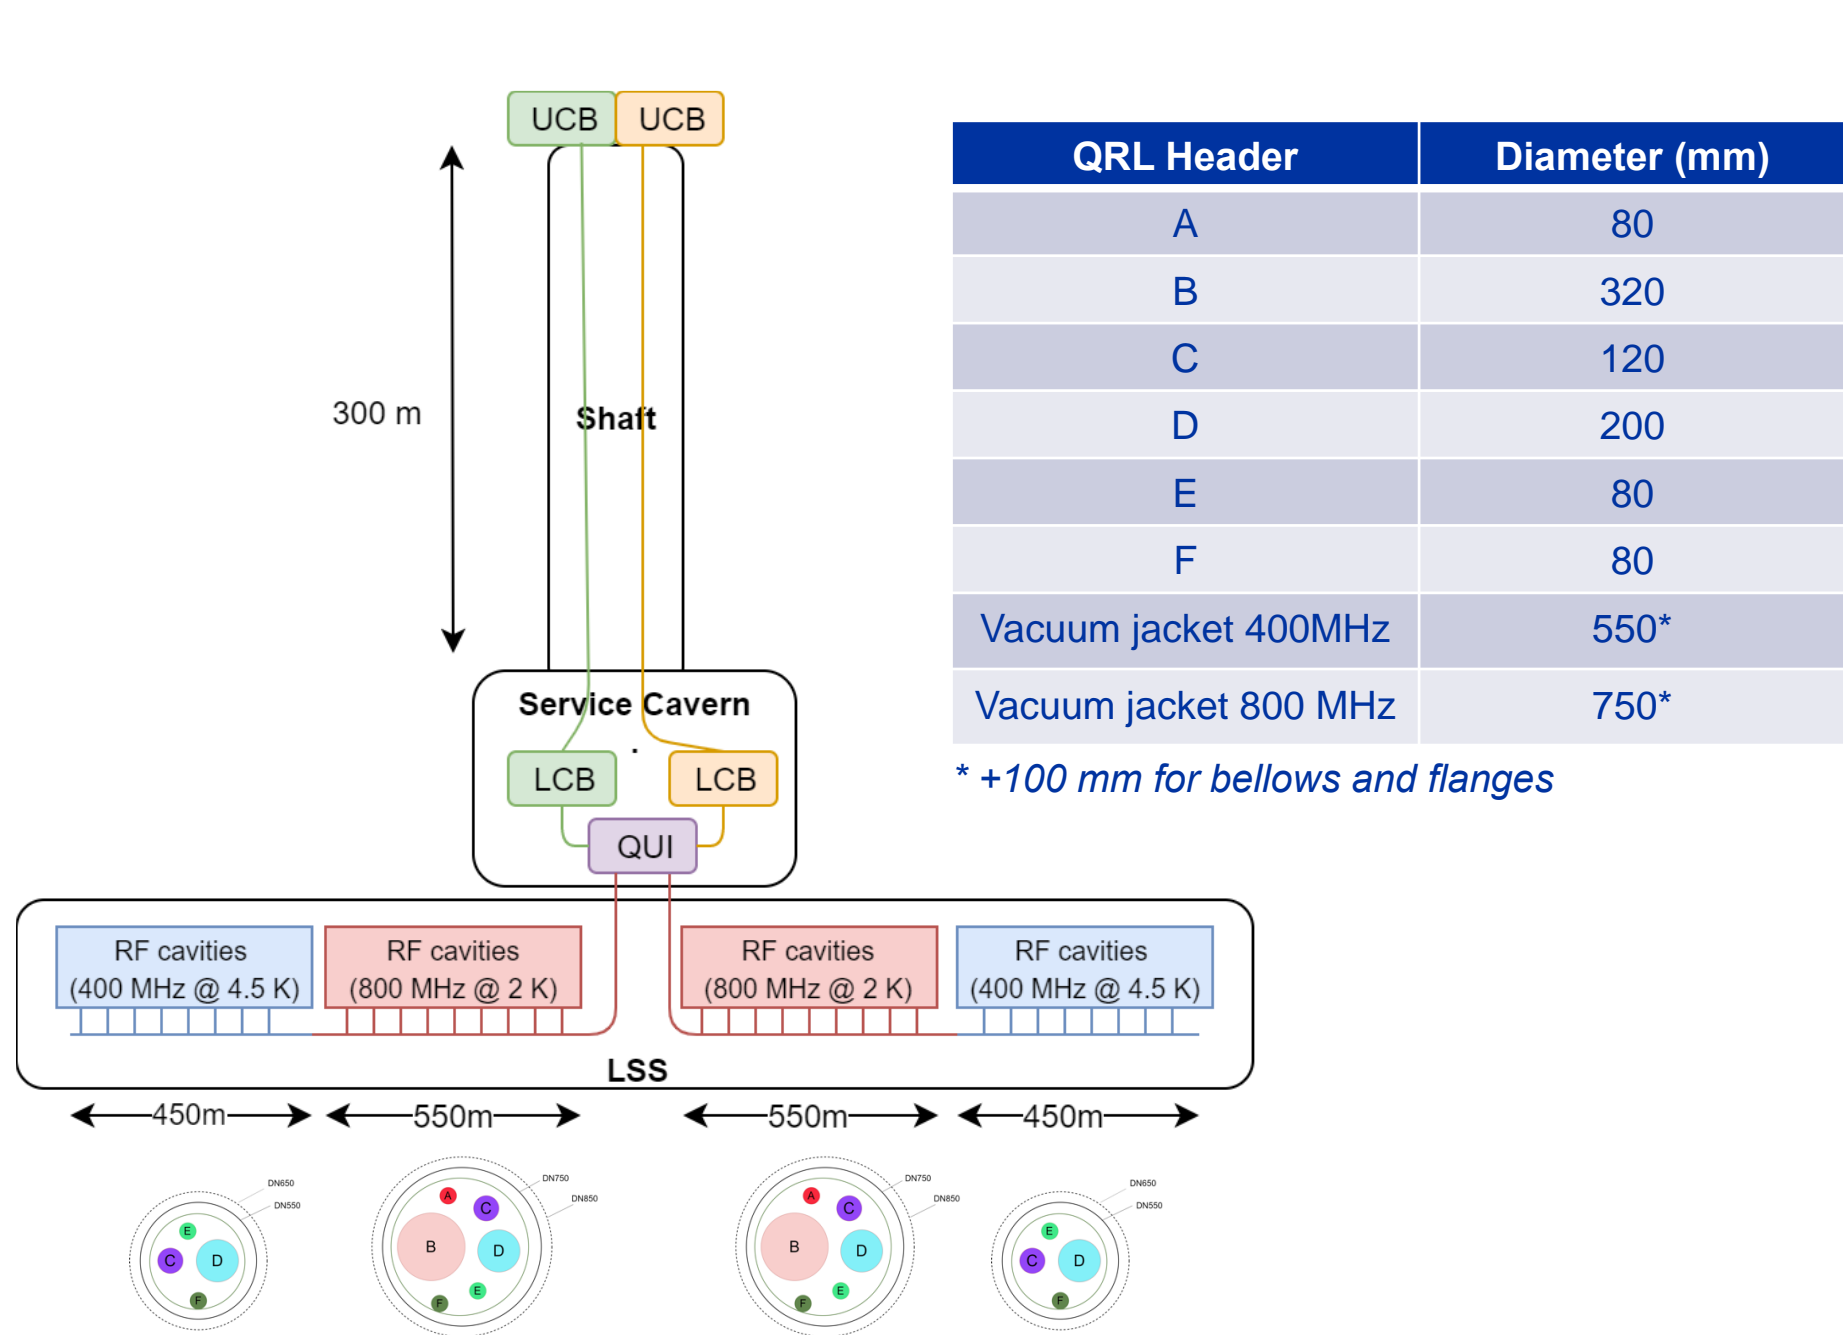 UCB UCB
300 m
Shaft
Service Cavern
.
LCB LCB
QUI
RF cavities
(400 MHz @ 4.5 K)
RF cavities
(800 MHz @ 2 K)
RF cavities
(800 MHz @ 2 K)
RF cavities
(400 MHz @ 4.5 K)
LSS
450m 550m 550m 450m
DN650
DN550
E
C D
F
DN750
DN850
A
C
B D
E
F
DN750
DN850
A
C
B D
E
F
DN650
DN550
E
C D
F
QRL Header Diameter (mm)
A 80
B 320
C 120
D 200
E 80
F 80
Vacuum jacket 400MHz 550*
Vacuum jacket 800 MHz 750*
* +100 mm for bellows and flanges